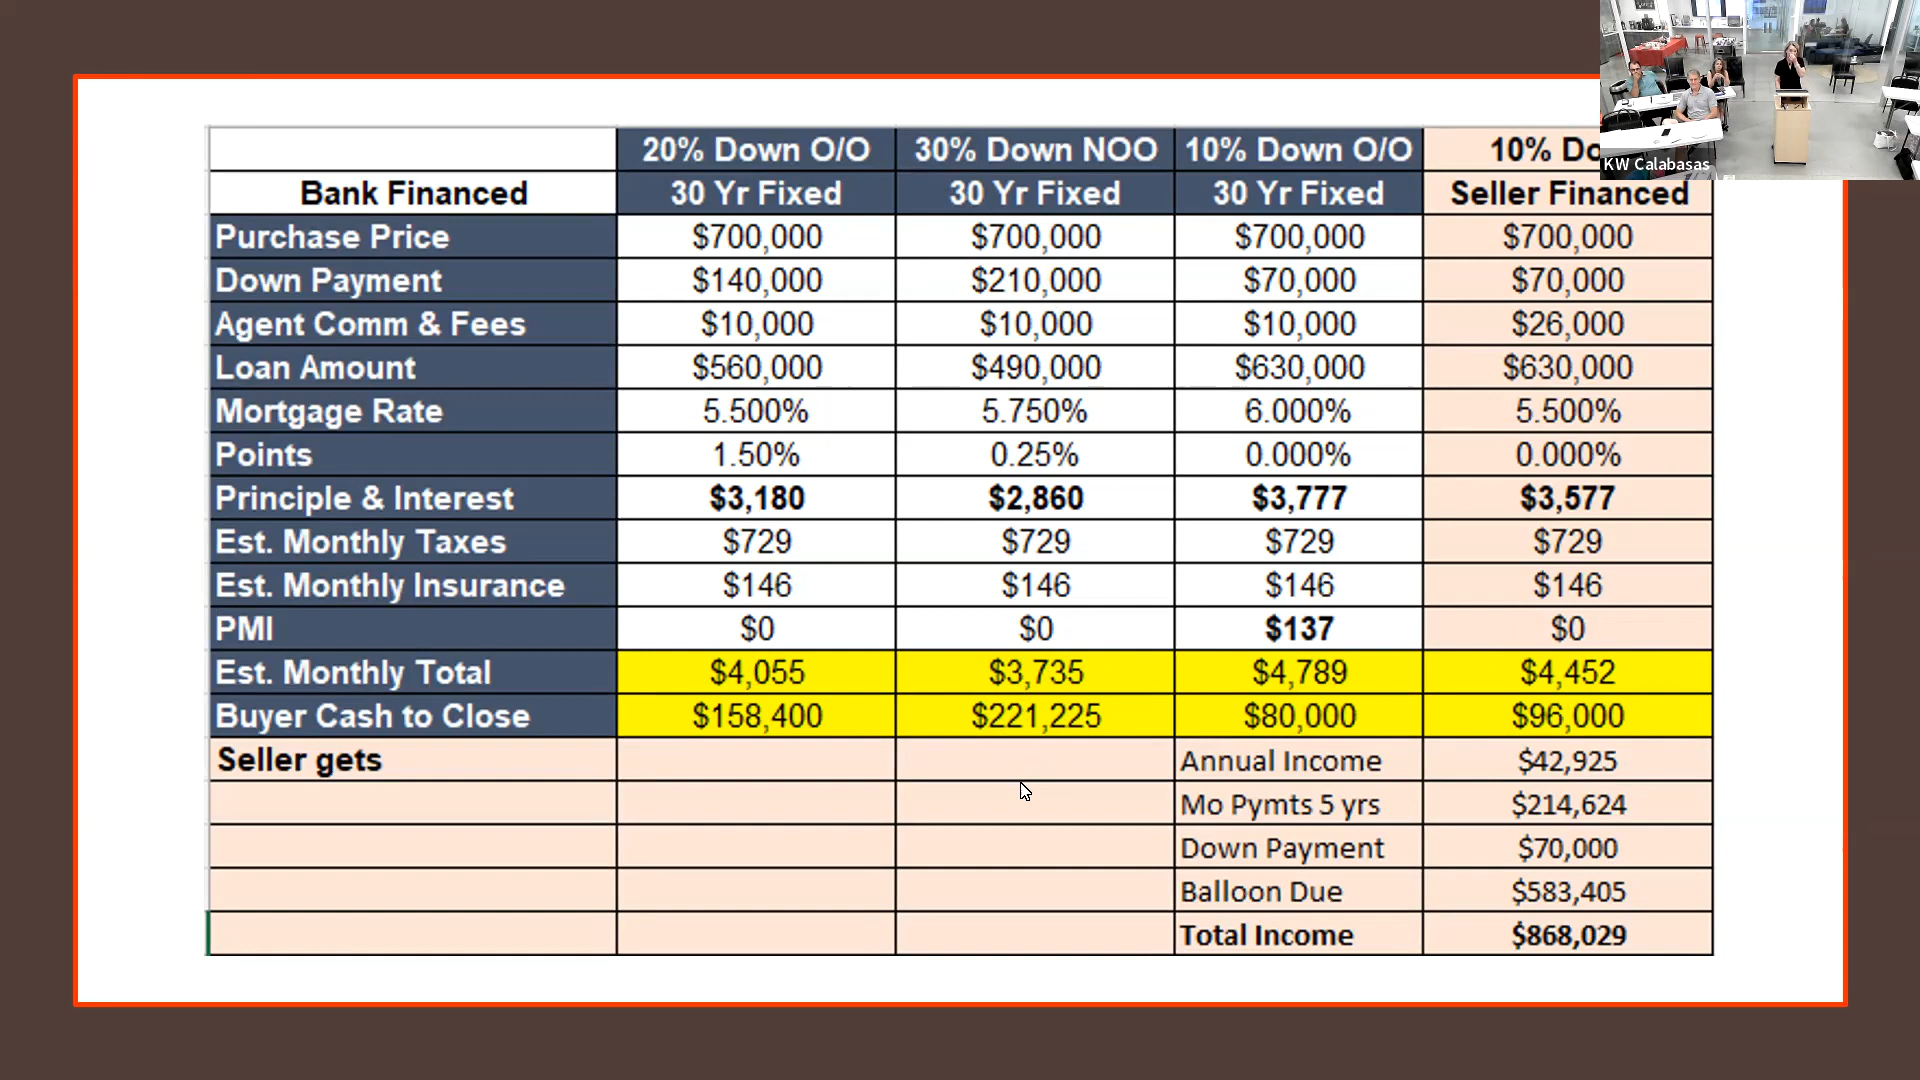 20% Down O/O 30% Down NOO 10% Down O/O 10% Do
Bank Financed 30 Yr Fixed 30 Yr Fixed 30 Yr Fixed Seller Financed
Purchase Price $700,000 $700,000 $700,000 $700,000
Down Payment $140,000 $210,000 $70,000 $70,000
Agent Comm & Fees $10,000 $10,000 $10,000 $26,000
Loan Amount $560,000 $490,000 $630,000 $630,000
Mortgage Rate 5.500% 5.750% 6.000% 5.500%
Points 1.50% 0.25% 0.000% 0.000%
Principle & Interest $3,180 $2,860 $3,777 $3,577
Est. Monthly Taxes $729 $729 $729 $729
Est. Monthly Insurance $146 $146 $146 $146
PMI $0 $0 $137 $0
Est. Monthly Total $4,055 $3,735 $4,789 $4,452
Buyer Cash to Close $158,400 $221,225 $80,000 $96,000
Seller gets Annual Income $42,925
Mo Pymts 5 yrs $214,624
Down Payment $70,000
Balloon Due $583,405
Total Income $868,029
KW Calabasas